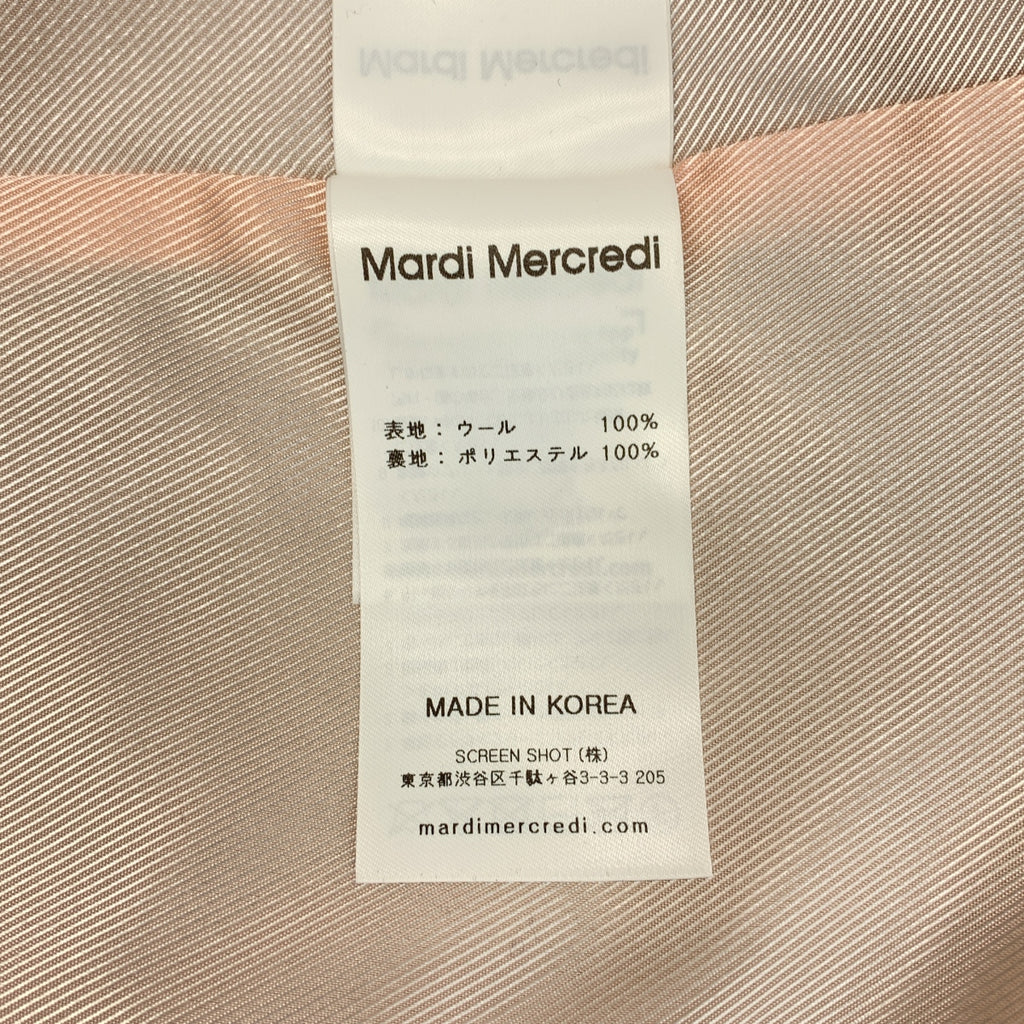 Mardi Mercredi
表地 : ウール 100%
裏地 : ポリエステル 100%
MADE IN KOREA
SCREEN SHOT (株)
東京都渋谷区千駄ヶ谷3-3-3 205
mardimercredi.com